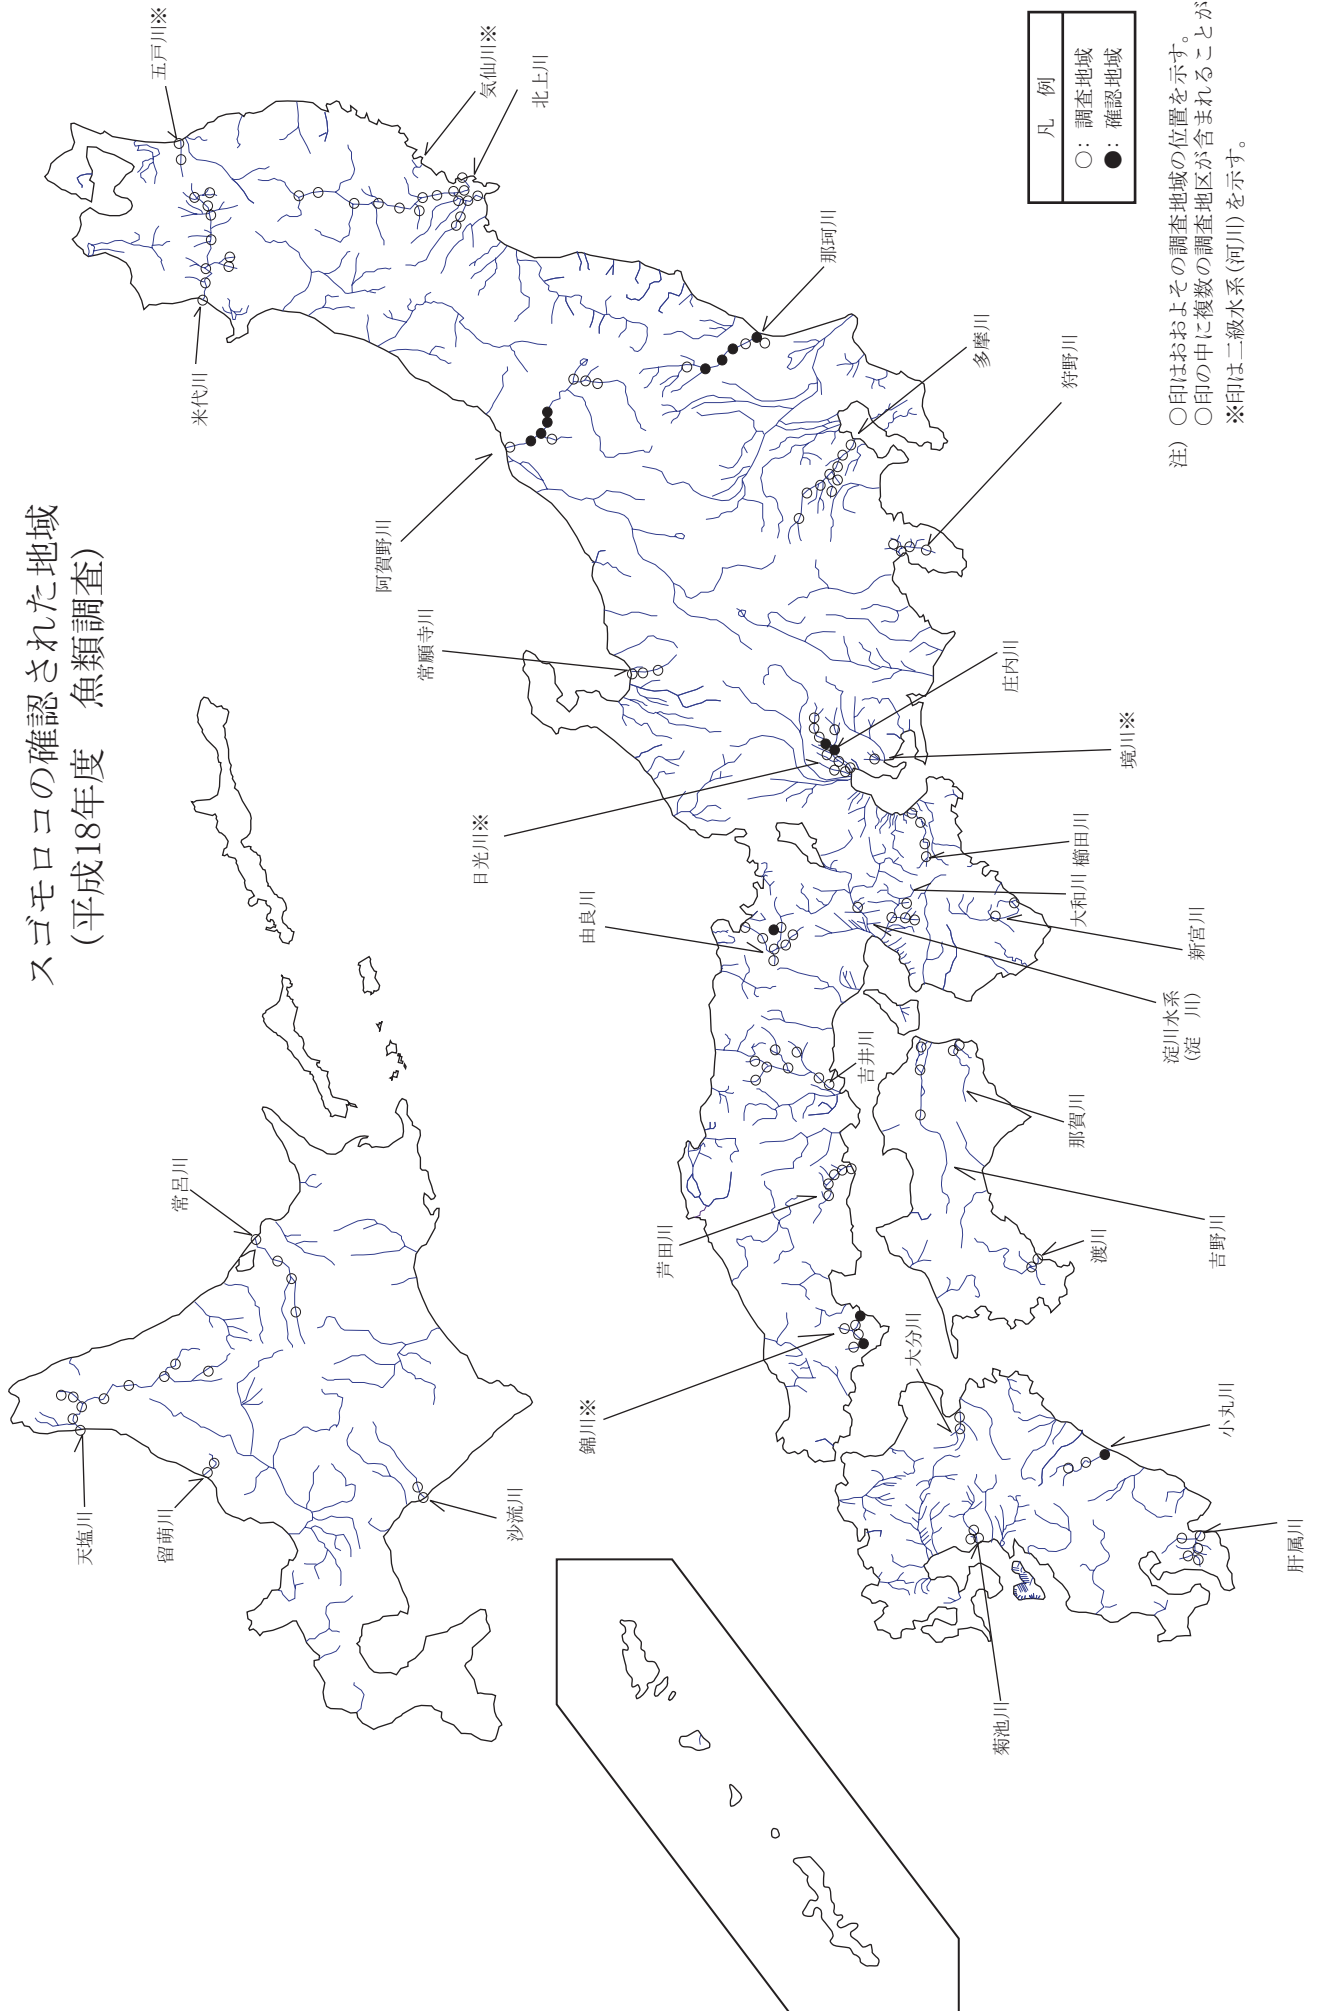 スゴモロコの確認された地域
(平成18年度　魚類調査)
五戸川※
気仙川※
北上川
米代川
那珂川
多摩川
狩野川
阿賀野川
常願寺川
庄内川
境川※
日光川※
櫛田川
大和川
由良川
新宮川
淀川水系
(淀　川)
吉井川
那賀川
吉野川
渡川
芦田川
錦川※
大分川
小丸川
肝属川
菊池川
常呂川
天塩川
留萌川
沙流川
凡　例
○: 調査地域
●: 確認地域
注) ○印はおおよその調査地域の位置を示す。
○印の中に複数の調査地区が含まれることが
※印は二級水系(河川)を示す。